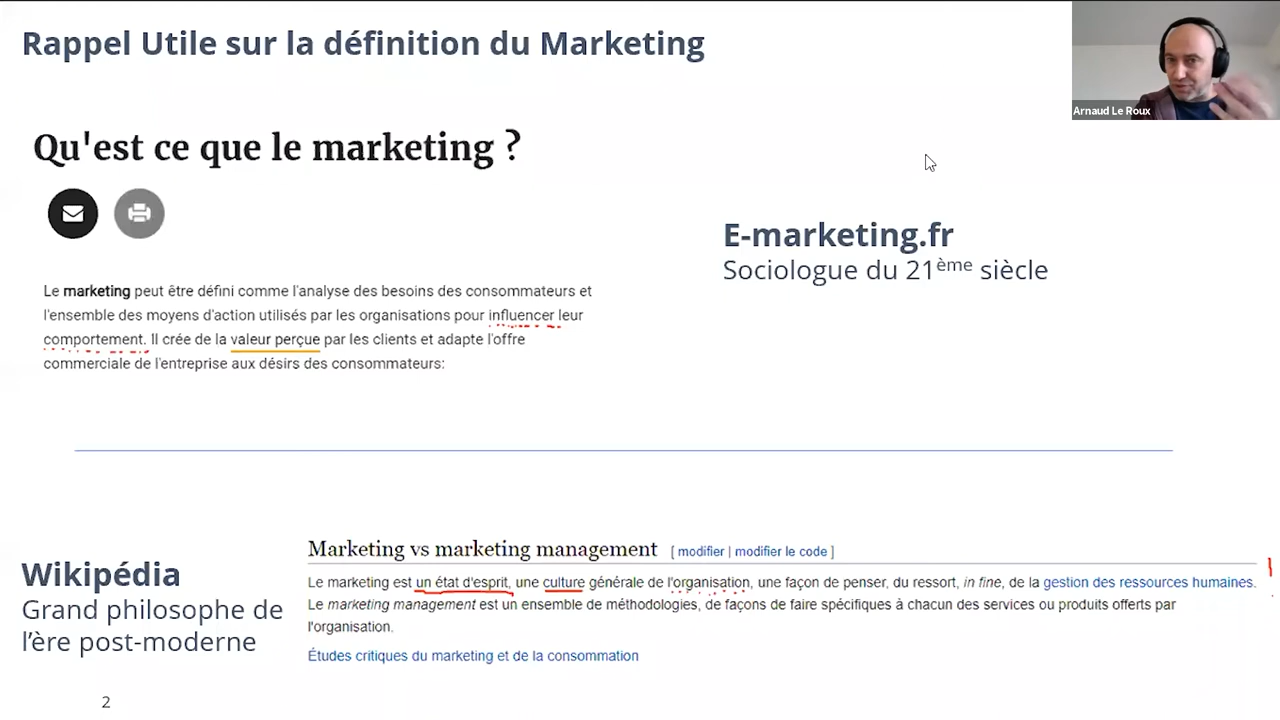 Rappel Utile sur la définition du Marketing
Arnaud Le Roux
Qu'est ce que le marketing ?
E-marketing.fr
Sociologue du 21ème siècle
Le marketing peut être défini comme l'analyse des besoins des consommateurs et
l'ensemble des moyens d'action utilisés par les organisations pour influencer leur
comportement. Il crée de la valeur perçue par les clients et adapte l'offre
commerciale de l'entreprise aux désirs des consommateurs:
Wikipédia
Grand philosophe de
l'ère post-moderne
Marketing vs marketing management [ modifier | modifier le code ]
Le marketing est un état d'esprit, une culture générale de l'organisation, une façon de penser, du ressort, in fine, de la gestion des ressources humaines.
Le marketing management est un ensemble de méthodologies, de façons de faire spécifiques à chacun des services ou produits offerts par
l'organisation.
Études critiques du marketing et de la consommation
2